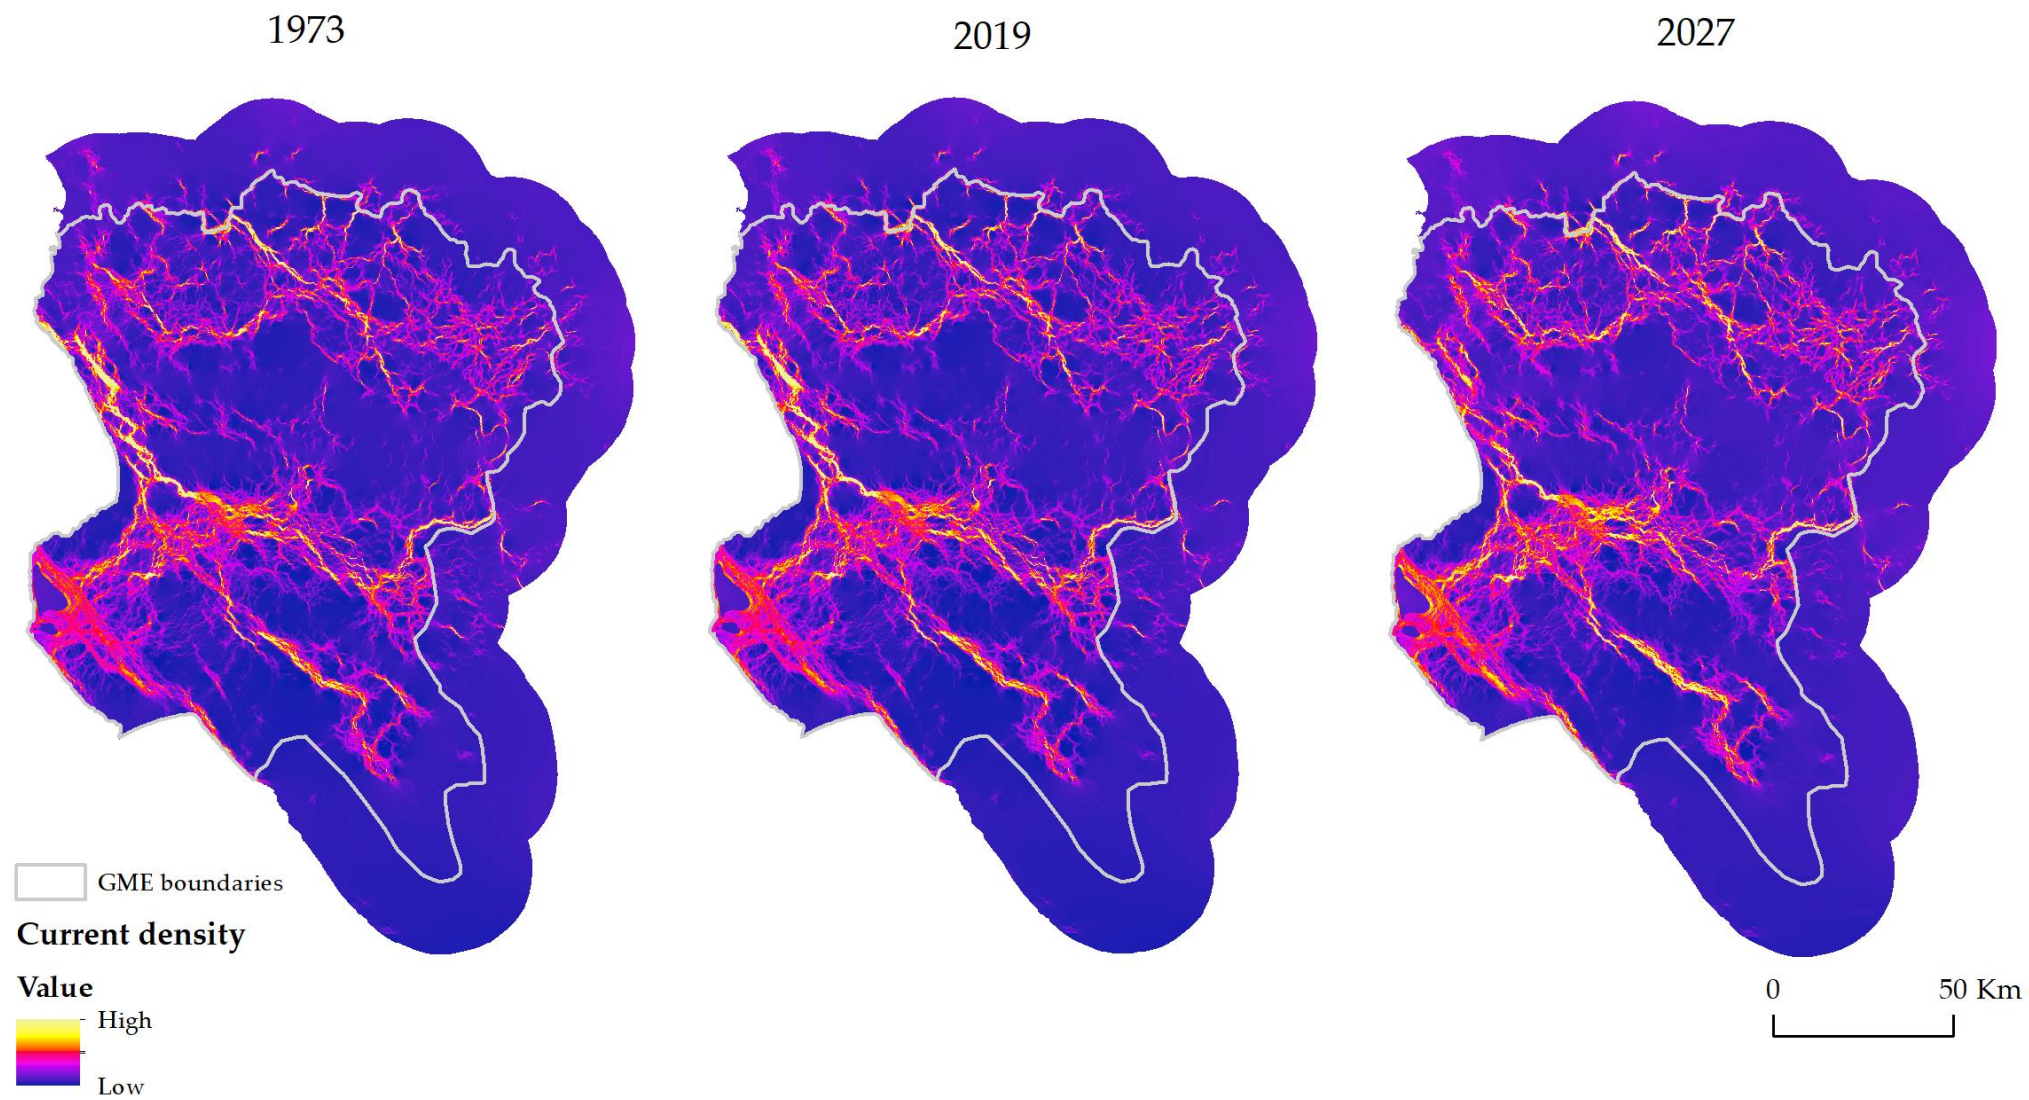 1973
2019
2027
GME boundaries
Current density
Value
High
Low
0 50 Km